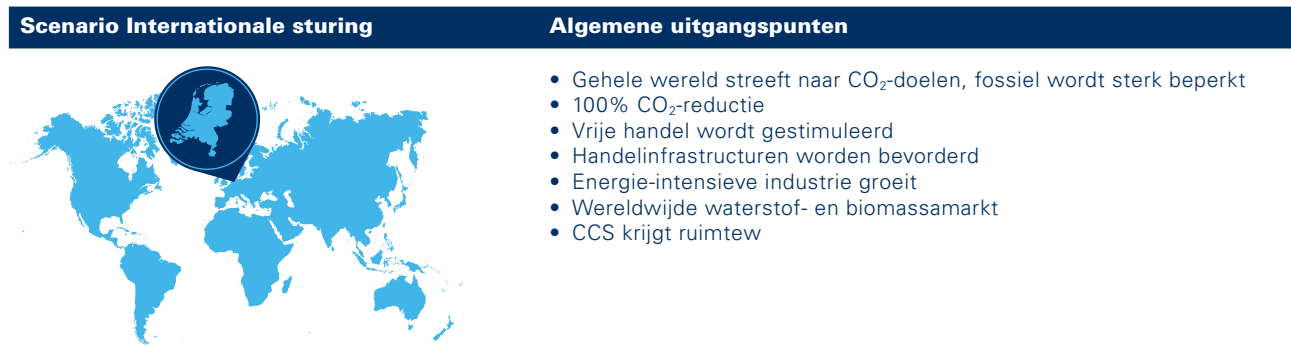 Scenario Internationale sturing
Algemene uitgangspunten
• Gehele wereld streeft naar CO₂-doelen, fossiel wordt sterk beperkt
• 100% CO₂-reductie
• Vrije handel wordt gestimuleerd
• Handelinfrastructuren worden bevorderd
• Energie-intensieve industrie groeit
• Wereldwijde waterstof- en biomassamarkt
• CCS krijgt ruimtew